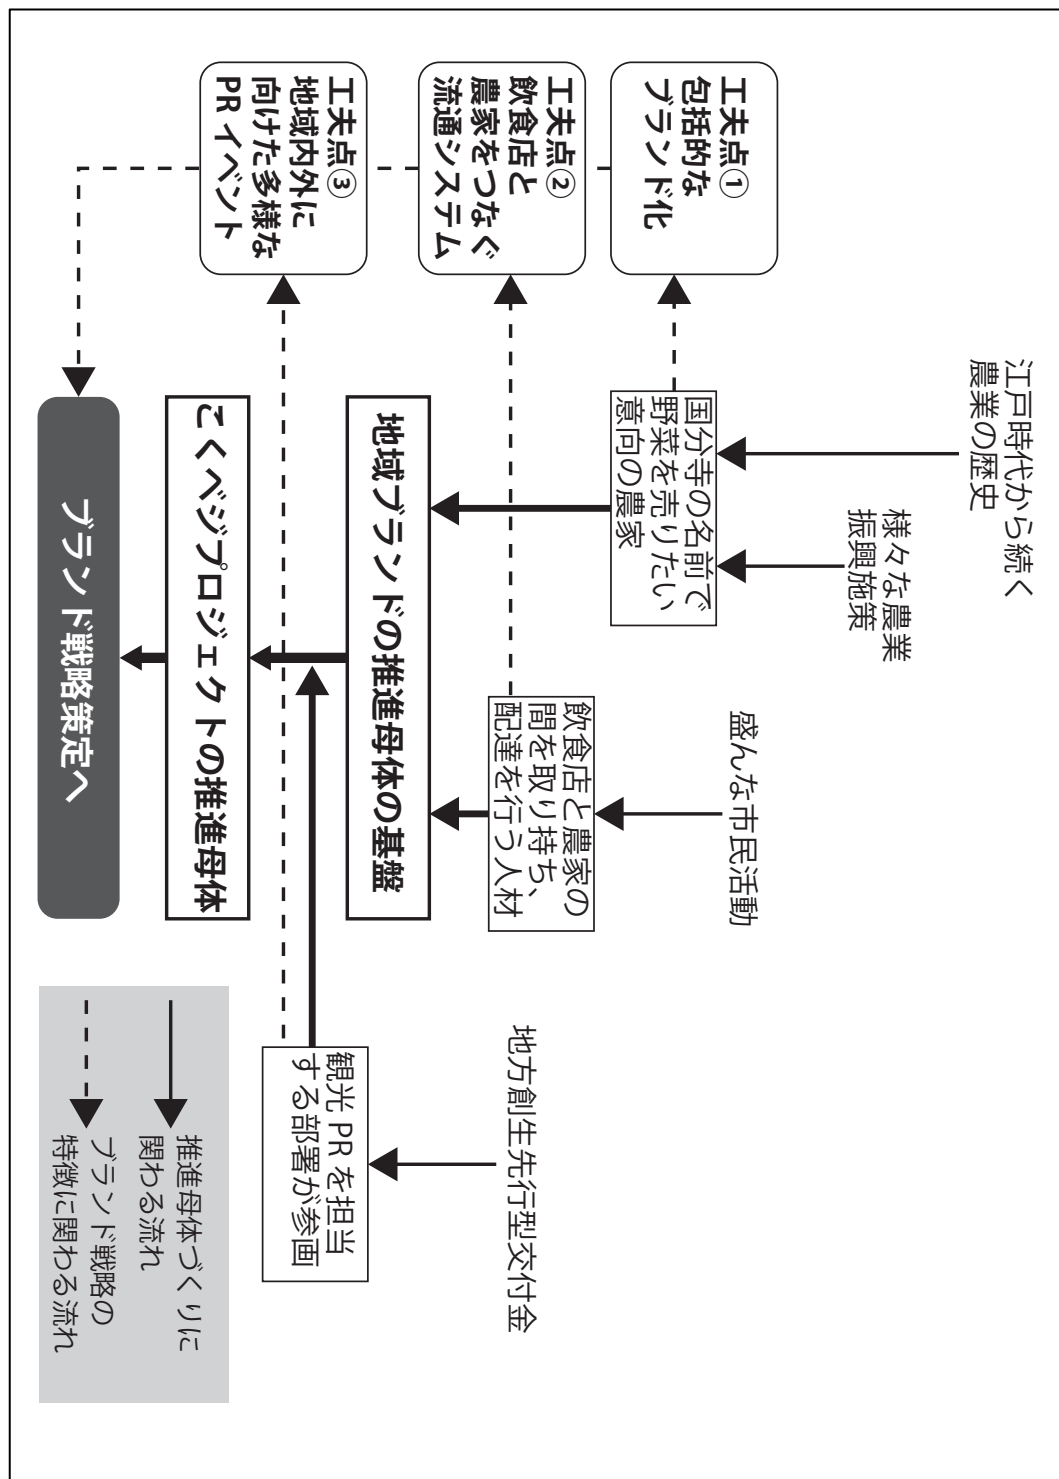 江戸時代から続く
農業の歴史
様々な農業
振興施策
盛んな市民活動
地方創生先行型交付金
工夫点①
包括的な
ブランド化
国分寺の名前で
野菜を売りたい
意向の農家
工夫点②
飲食店と
農家をつなぐ
流通システム
飲食店と農家の
間を取り持ち、
配達を行う人材
工夫点③
地域内外に
向けた多様な
PR イベント
地域ブランドの推進母体の基盤
観光 PR を担当
する部署が参画
こくベジプロジェクトの推進母体
ブランド戦略策定へ
推進母体づくりに
関わる流れ
ブランド戦略の
特徴に関わる流れ